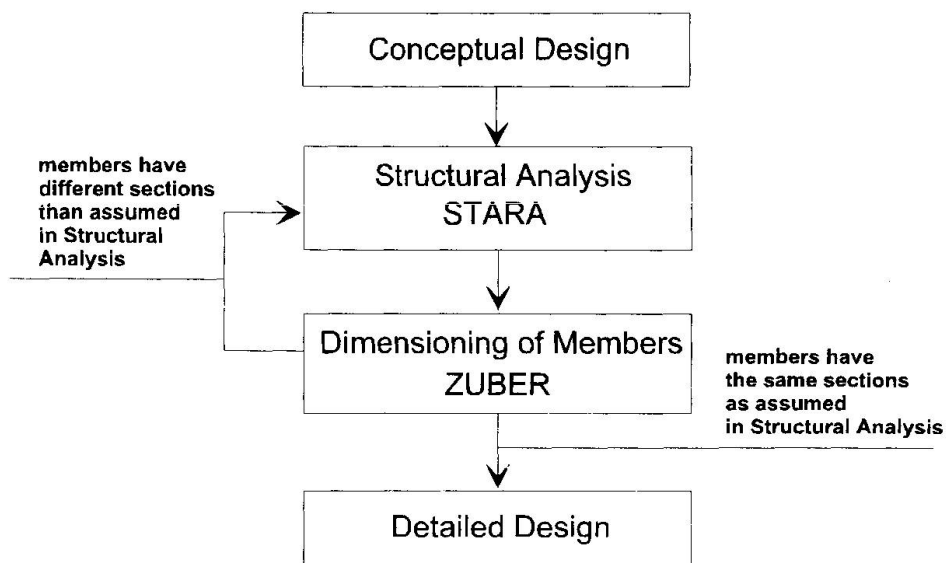 Conceptual Design
members have
different sections
than assumed
in Structural
Analysis
Structural Analysis
STARA
Dimensioning of Members
ZUBER
members have
the same sections
as assumed
in Structural Analysis
Detailed Design